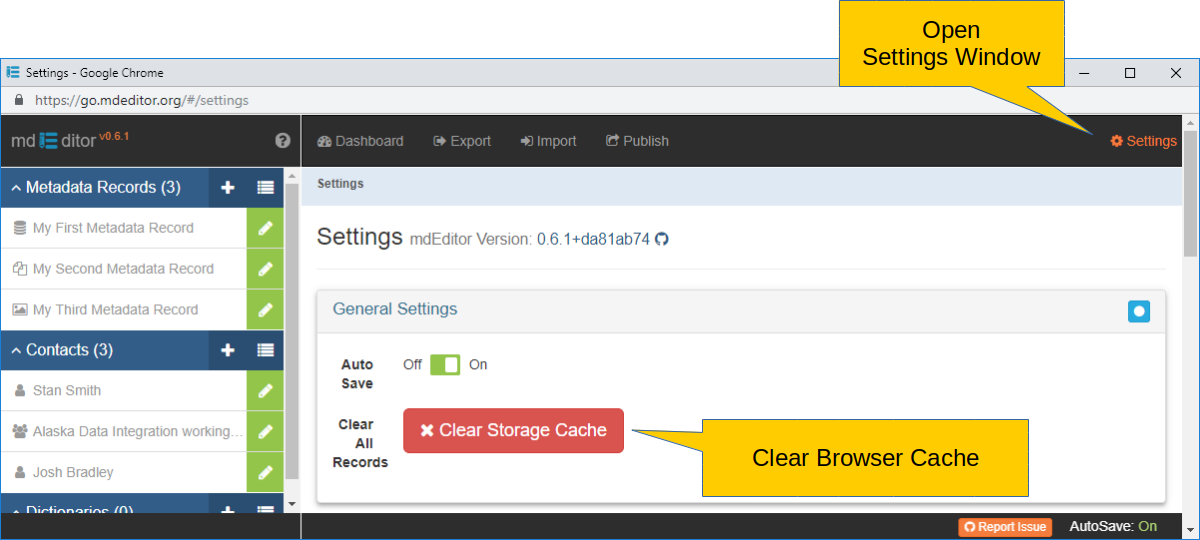 Open
Settings Window
Settings - Google Chrome
https://go.mdeditor.org/#/settings
md ditor v0.6.1
Dashboard Export Import Publish Settings
Metadata Records (3)
My First Metadata Record
My Second Metadata Record
My Third Metadata Record
Contacts (3)
Stan Smith
Alaska Data Integration working...
Josh Bradley
Dictionaries (0)
Settings
Settings mdEditor Version: 0.6.1+da81ab74
General Settings
Auto
Save
Off On
Clear
All
Records
Clear Storage Cache
Clear Browser Cache
Report Issue AutoSave: On